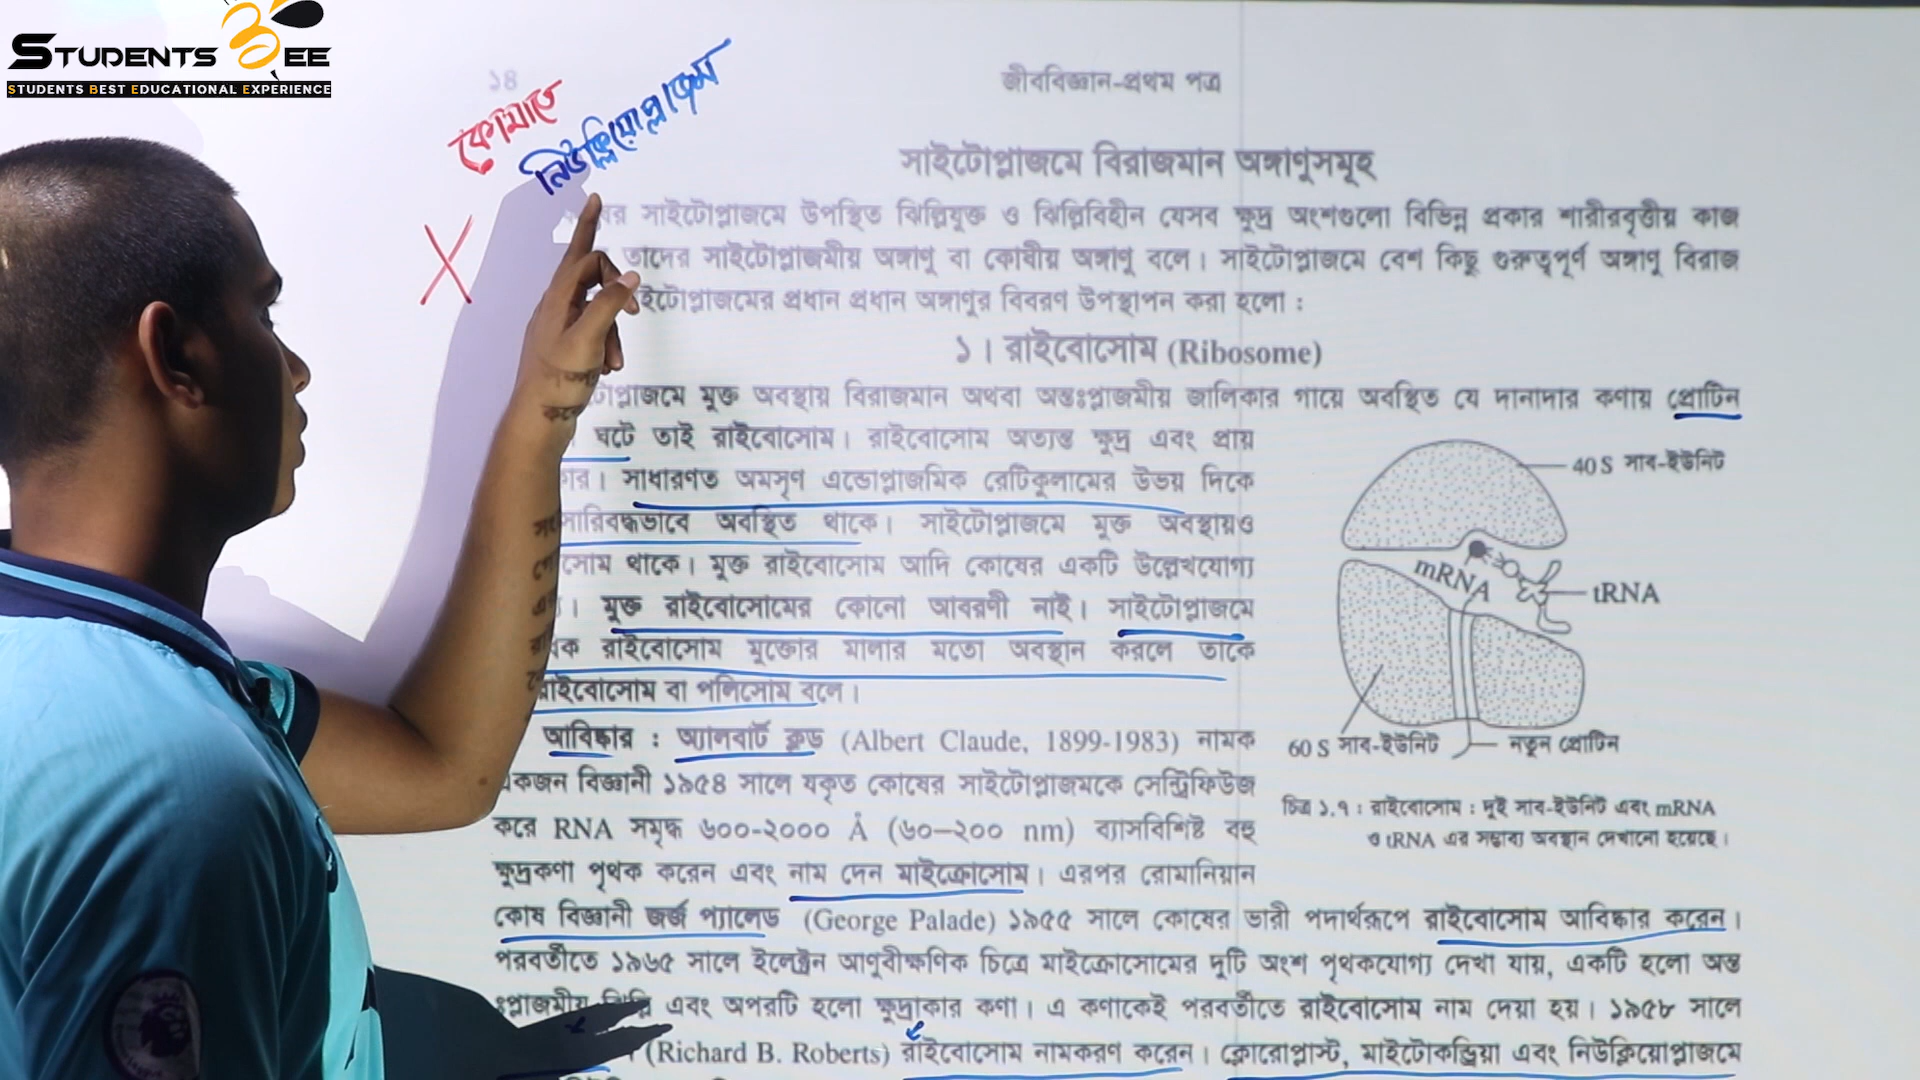 STUDENTS BEE
STUDENTS BEST EDUCATIONAL EXPERIENCE
১৪
জীববিজ্ঞান-প্রথম পত্র
নিউক্লিয়োপ্লাজম
সাইটোপ্লাজমে বিরাজমান অঙ্গাণুসমূহ
সাইটোপ্লাজমে উপস্থিত ঝিল্লিযুক্ত ও ঝিল্লিবিহীন যেসব ক্ষুদ্র অংশগুলো বিভিন্ন প্রকার শারীরবৃত্তীয় কাজ
তাদের সাইটোপ্লাজমীয় অঙ্গাণু বা কোষীয় অঙ্গাণু বলে। সাইটোপ্লাজমে বেশ কিছু গুরুত্বপূর্ণ অঙ্গাণু বিরাজ
প্রধান প্রধান অঙ্গাণুর বিবরণ উপস্থাপন করা হলো :
১। রাইবোসোম (Ribosome)
মুক্ত অবস্থায় বিরাজমান অথবা অন্তঃপ্লাজমীয় জালিকার গায়ে অবস্থিত যে দানাদার কণায় প্রোটিন
ঘটে তাই রাইবোসোম। রাইবোসোম অত্যন্ত ক্ষুদ্র এবং প্রায়
সাধারণত অমসৃণ এন্ডোপ্লাজমিক রেটিকুলামের উভয় দিকে
সারিবদ্ধভাবে অবস্থিত থাকে। সাইটোপ্লাজমে মুক্ত অবস্থায়ও
থাকে। মুক্ত রাইবোসোম আদি কোষের একটি উল্লেখযোগ্য
মুক্ত রাইবোসোমের কোনো আবরণী নাই। সাইটোপ্লাজমে
রাইবোসোম মুক্তোর মালার মতো অবস্থান করলে তাকে
রাইবোসোম বা পলিসোম বলে।
আবিষ্কার : অ্যালবার্ট ক্লড (Albert Claude, 1899-1983) নামক
একজন বিজ্ঞানী ১৯৫৪ সালে যকৃত কোষের সাইটোপ্লাজমকে সেন্ট্রিফিউজ
করে RNA সমৃদ্ধ ৬০০-২০০০ Å (৬০–২০০ nm) ব্যাসবিশিষ্ট বহু
ক্ষুদ্রকণা পৃথক করেন এবং নাম দেন মাইক্রোসোম। এরপর রোমানিয়ান
কোষ বিজ্ঞানী জর্জ প্যালেড (George Palade) ১৯৫৫ সালে কোষের ভারী পদার্থরূপে রাইবোসোম আবিষ্কার করেন।
পরবর্তীতে ১৯৬৫ সালে ইলেক্ট্রন আণুবীক্ষণিক চিত্রে মাইক্রোসোমের দুটি অংশ পৃথকযোগ্য দেখা যায়, একটি হলো অন্ত
ঃপ্লাজমীয় ঝিল্লি এবং অপরটি হলো ক্ষুদ্রাকার কণা। এ কণাকেই পরবর্তীতে রাইবোসোম নাম দেয়া হয়। ১৯৫৮ সালে
(Richard B. Roberts) রাইবোসোম নামকরণ করেন। ক্লোরোপ্লাস্ট, মাইটোকন্ড্রিয়া এবং নিউক্লিয়োপ্লাজমে
40 S সাব-ইউনিট
mRNA
tRNA
60 S সাব-ইউনিট
নতুন প্রোটিন
চিত্র ১.৭ : রাইবোসোম : দুই সাব-ইউনিট এবং mRNA
ও tRNA এর সম্ভাব্য অবস্থান দেখানো হয়েছে।